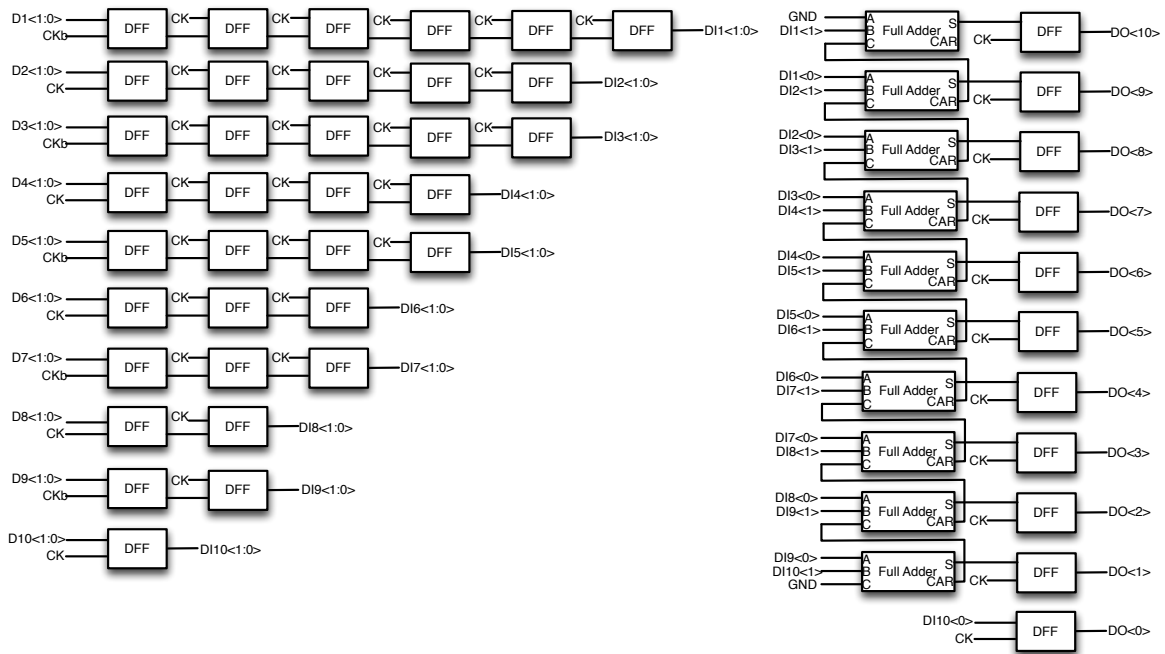 D1<1:0> CK CK CK CK CK
DFF DFF DFF DFF DFF DFF DI1<1:0>
CKb
D2<1:0> CK CK CK CK
DFF DFF DFF DFF DFF DI2<1:0>
CK
D3<1:0> CK CK CK CK
DFF DFF DFF DFF DFF DI3<1:0>
CKb
D4<1:0> CK CK CK
DFF DFF DFF DFF DI4<1:0>
CK
D5<1:0> CK CK CK
DFF DFF DFF DFF DI5<1:0>
CKb
D6<1:0> CK CK
DFF DFF DFF DI6<1:0>
CK
D7<1:0> CK CK
DFF DFF DFF DI7<1:0>
CKb
D8<1:0> CK
DFF DFF DI8<1:0>
CK
D9<1:0> CK
DFF DFF DI9<1:0>
CKb
D10<1:0>
DFF DI10<1:0>
CK
GND A S
DI1<1> B Full Adder DFF DO<10>
C CAR CK
DI1<0> A S
DI2<1> B Full Adder DFF DO<9>
C CAR CK
DI2<0> A S
DI3<1> B Full Adder DFF DO<8>
C CAR CK
DI3<0> A S
DI4<1> B Full Adder DFF DO<7>
C CAR CK
DI4<0> A S
DI5<1> B Full Adder DFF DO<6>
C CAR CK
DI5<0> A S
DI6<1> B Full Adder DFF DO<5>
C CAR CK
DI6<0> A S
DI7<1> B Full Adder DFF DO<4>
C CAR CK
DI7<0> A S
DI8<1> B Full Adder DFF DO<3>
C CAR CK
DI8<0> A S
DI9<1> B Full Adder DFF DO<2>
C CAR CK
DI9<0> A S
DI10<1> B Full Adder DFF DO<1>
GND C CAR CK
DI10<0>
DFF DO<0>
CK